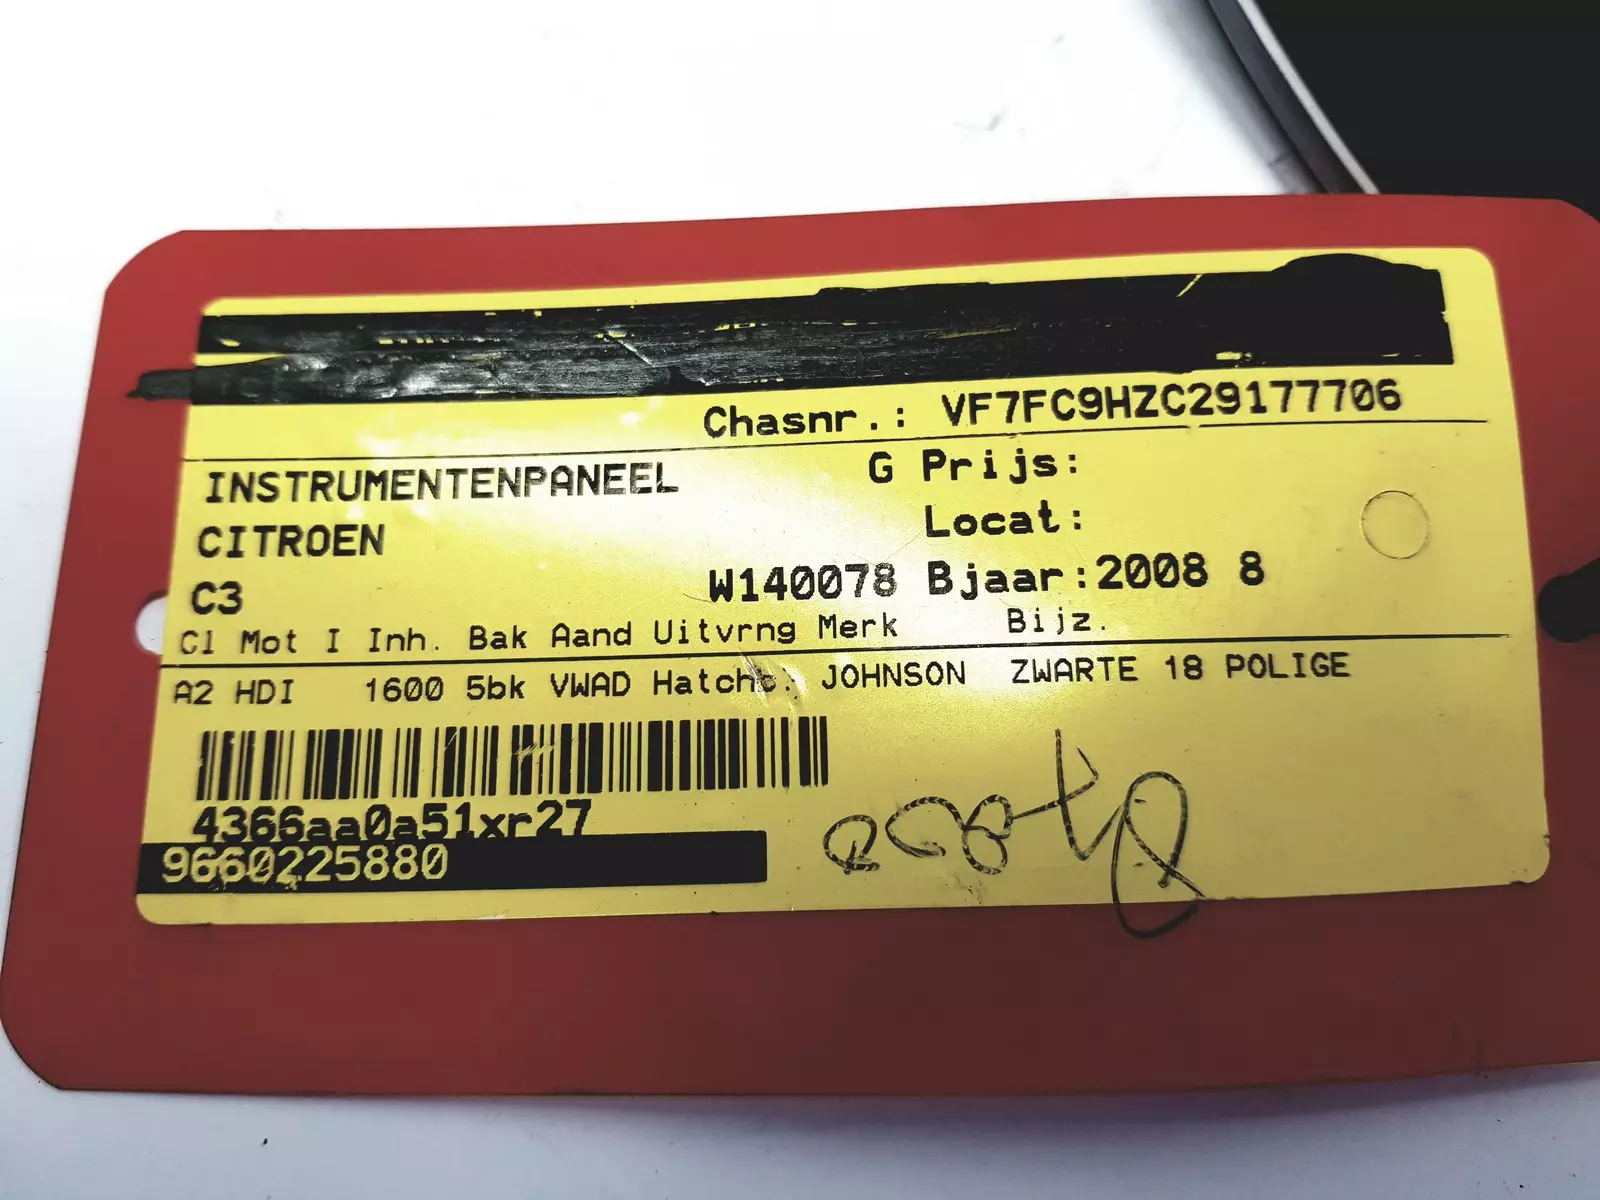 Chasnr.: VF7FC9HZC29177706
INSTRUMENTENPANEEL G Prijs:
CITROEN Locat:
C3 W140078 Bjaar:2008 8
Cl Mot I Inh. Bak Aand Uitvrng Merk Bijz.
A2 HDI 1600 5bk VWAD Hatchb. JOHNSON ZWARTE 18 POLIGE
4366aa0a51xr27
9660225880